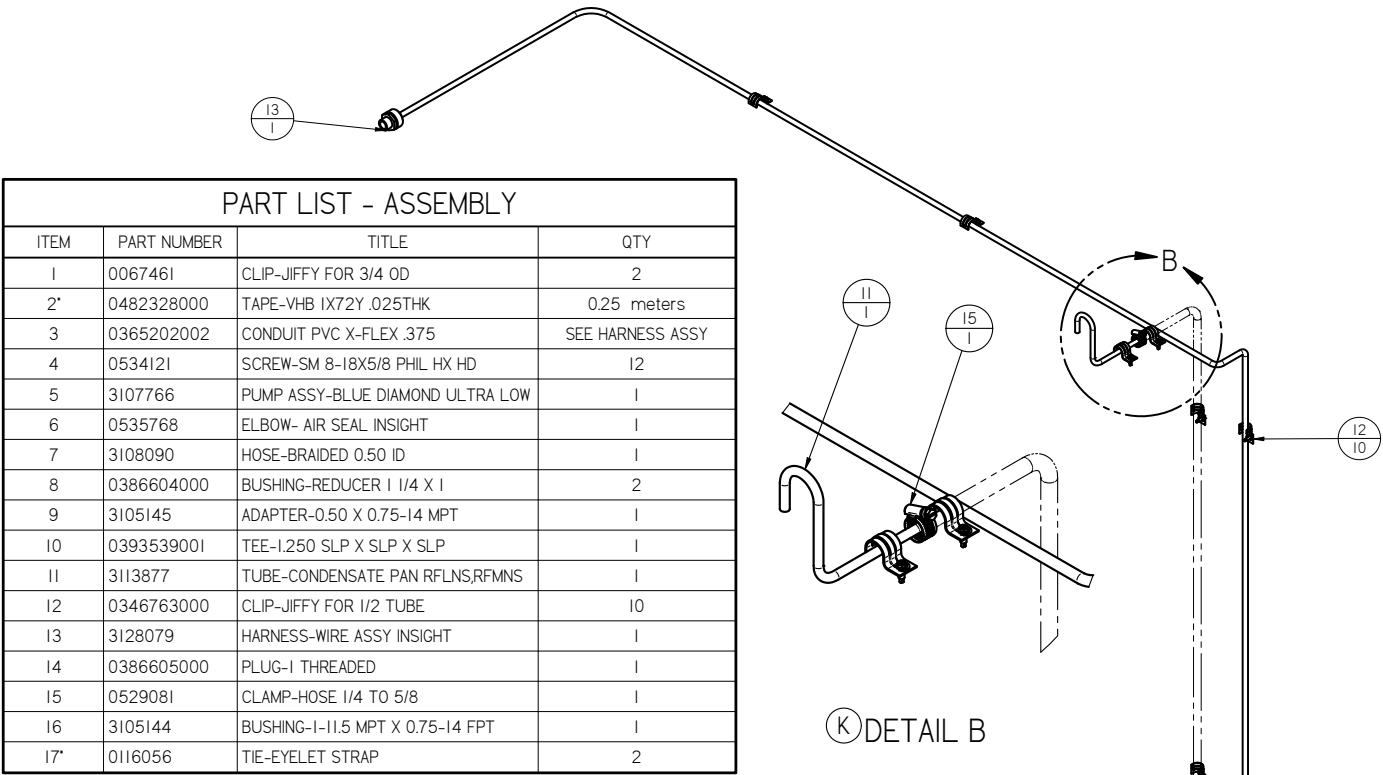 13
1
PART LIST - ASSEMBLY
ITEM PART NUMBER TITLE QTY
1 0067461 CLIP-JIFFY FOR 3/4 OD 2
2* 0482328000 TAPE-VHB 1X72Y .025THK 0.25 meters
3 0365202002 CONDUIT PVC X-FLEX .375 SEE HARNESS ASSY
4 0534121 SCREW-SM 8-18X5/8 PHIL HX HD 12
5 3107766 PUMP ASSY-BLUE DIAMOND ULTRA LOW 1
6 0535768 ELBOW- AIR SEAL INSIGHT 1
7 3108090 HOSE-BRAIDED 0.50 ID 1
8 0386604000 BUSHING-REDUCER 1 1/4 X 1 2
9 3105145 ADAPTER-0.50 X 0.75-14 MPT 1
10 0393539001 TEE-1.250 SLP X SLP X SLP 1
11 3113877 TUBE-CONDENSATE PAN RFLNS,RFMNS 1
12 0346763000 CLIP-JIFFY FOR 1/2 TUBE 10
13 3128079 HARNESS-WIRE ASSY INSIGHT 1
14 0386605000 PLUG-1 THREADED 1
15 0529081 CLAMP-HOSE 1/4 TO 5/8 1
16 3105144 BUSHING-1-11.5 MPT X 0.75-14 FPT 1
17* 0116056 TIE-EYELET STRAP 2
B
11
1
15
1
12
10
K DETAIL B